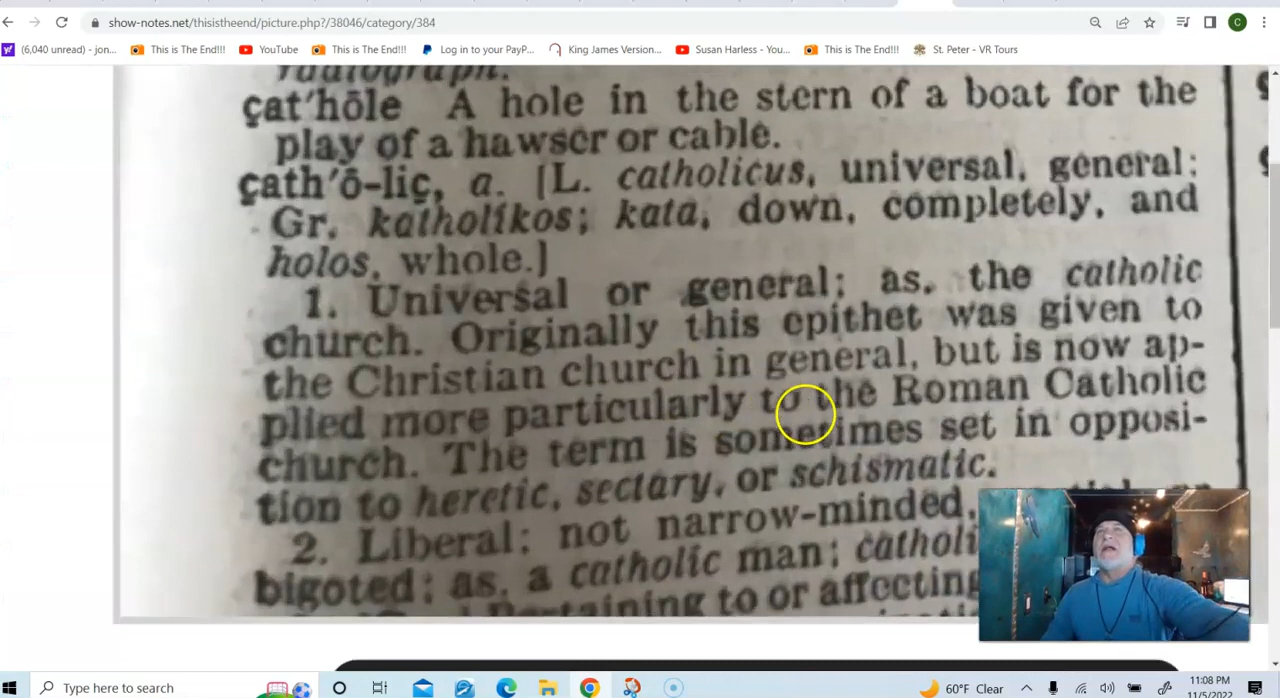 show-notes.net/thisistheend/picture.php?/38046/category/384
C
(6,040 unread) - jon...
This is The End!!!
YouTube
This is The End!!!
Log in to your PayP...
King James Version...
Susan Harless - You...
This is The End!!!
St. Peter - VR Tours
radiograph.
çat'hōle A hole in the stern of a boat for the
play of a hawser or cable.
çath'ō-liç, a. [L. catholicus, universal, general;
Gr. katholikos; kata, down, completely, and
holos, whole.]
1. Universal or general; as, the catholic
church. Originally this epithet was given to
the Christian church in general, but is now ap-
plied more particularly to the Roman Catholic
church. The term is sometimes set in opposi-
tion to heretic, sectary, or schismatic.
2. Liberal; not narrow-minded,
bigoted; as, a catholic man; catholi
Pertaining to or affecting
Type here to search
60°F Clear
11:08 PM
11/5/2022